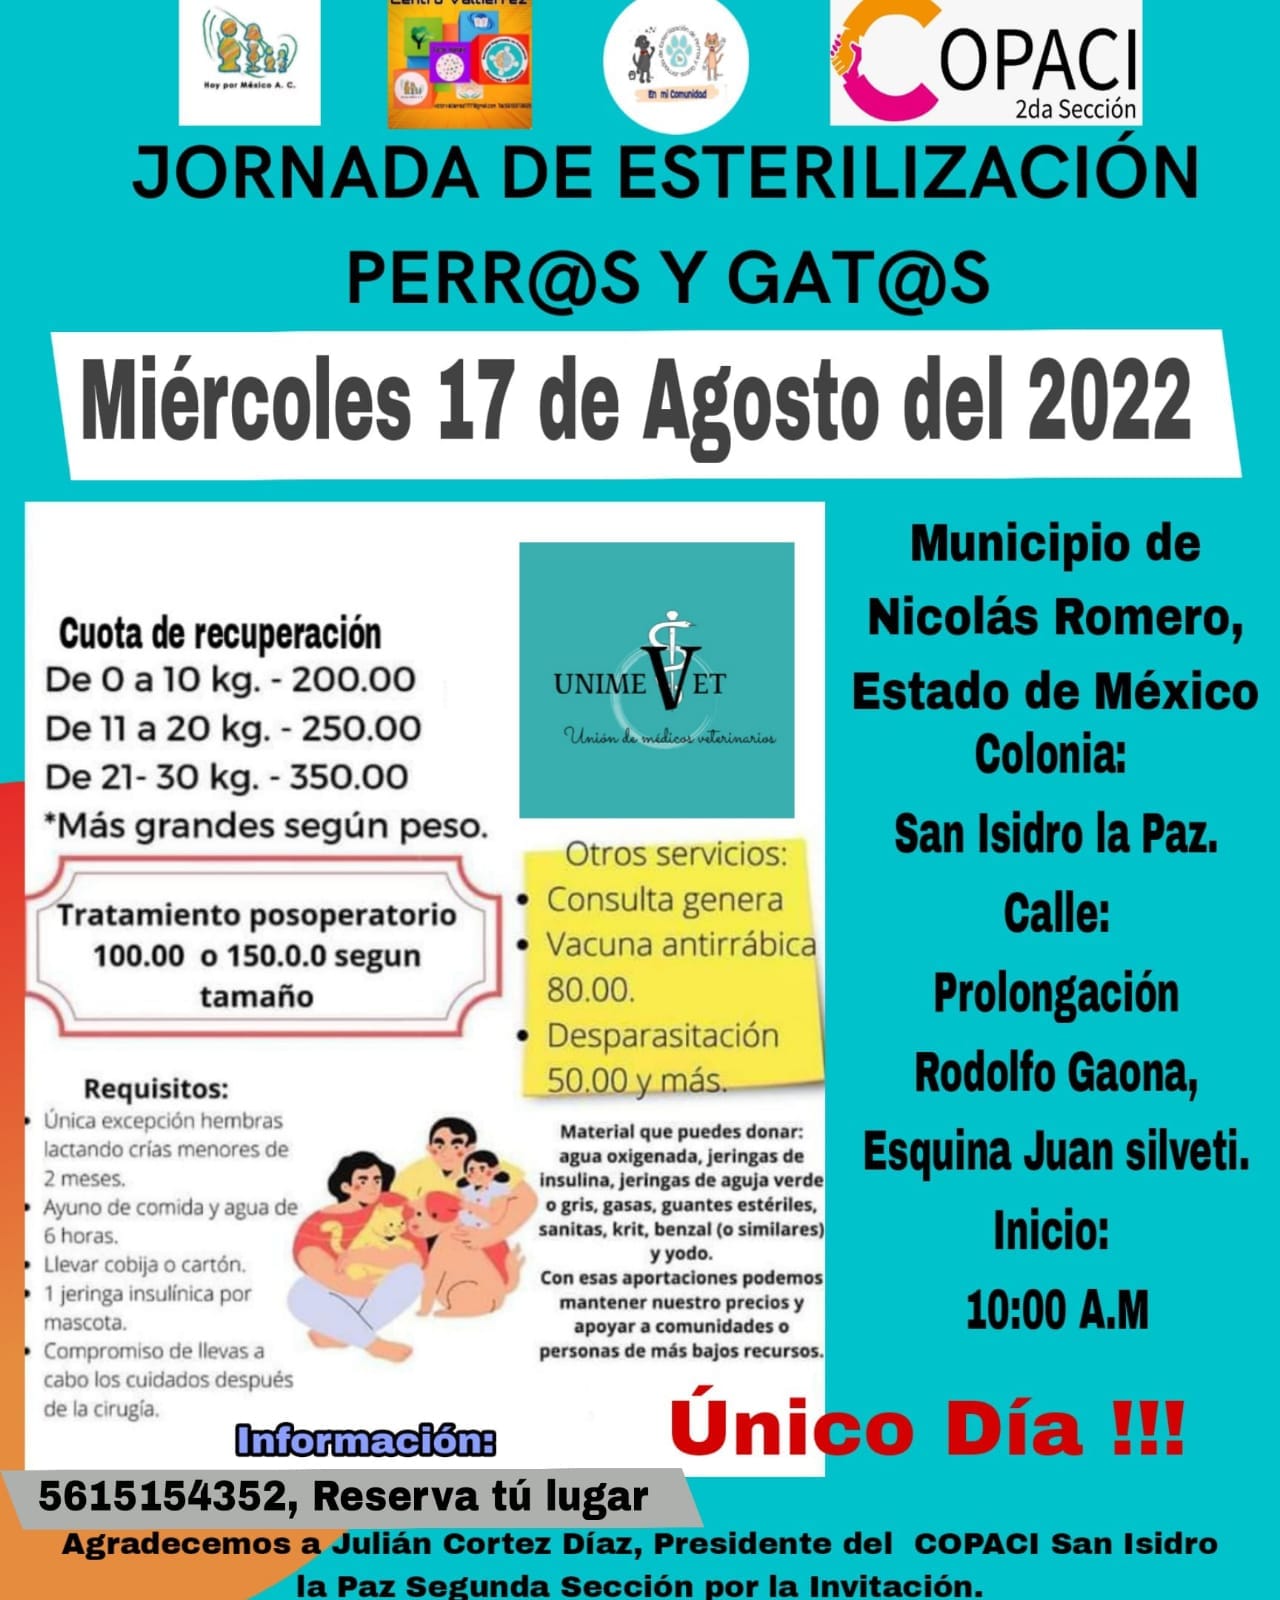 Hoy por México A. C.
Centro Valtierrez
En mi Comunidad
COPACI
2da Sección
JORNADA DE ESTERILIZACIÓN
PERR@S Y GAT@S
Miércoles 17 de Agosto del 2022
Cuota de recuperación
De 0 a 10 kg. - 200.00
De 11 a 20 kg. - 250.00
De 21- 30 kg. - 350.00
*Más grandes según peso.
UNIME VET
Unión de médicos veterinarios
Tratamiento posoperatorio
100.00 o 150.0.0 segun
tamaño
Otros servicios:
• Consulta genera
• Vacuna antirrábica
80.00.
• Desparasitación
50.00 y más.
Requisitos:
• Única excepción hembras
lactando crías menores de
2 meses.
• Ayuno de comida y agua de
6 horas.
• Llevar cobija o cartón.
• 1 jeringa insulínica por
mascota.
• Compromiso de llevas a
cabo los cuidados después
de la cirugía.
Material que puedes donar:
agua oxigenada, jeringas de
insulina, jeringas de aguja verde
o gris, gasas, guantes estériles,
sanitas, krit, benzal (o similares)
y yodo.
Con esas aportaciones podemos
mantener nuestro precios y
apoyar a comunidades o
personas de más bajos recursos.
Municipio de
Nicolás Romero,
Estado de México
Colonia:
San Isidro la Paz.
Calle:
Prolongación
Rodolfo Gaona,
Esquina Juan silveti.
Inicio:
10:00 A.M
Único Día !!!
Información:
5615154352, Reserva tú lugar
Agradecemos a Julián Cortez Díaz, Presidente del COPACI San Isidro
la Paz Segunda Sección por la Invitación.